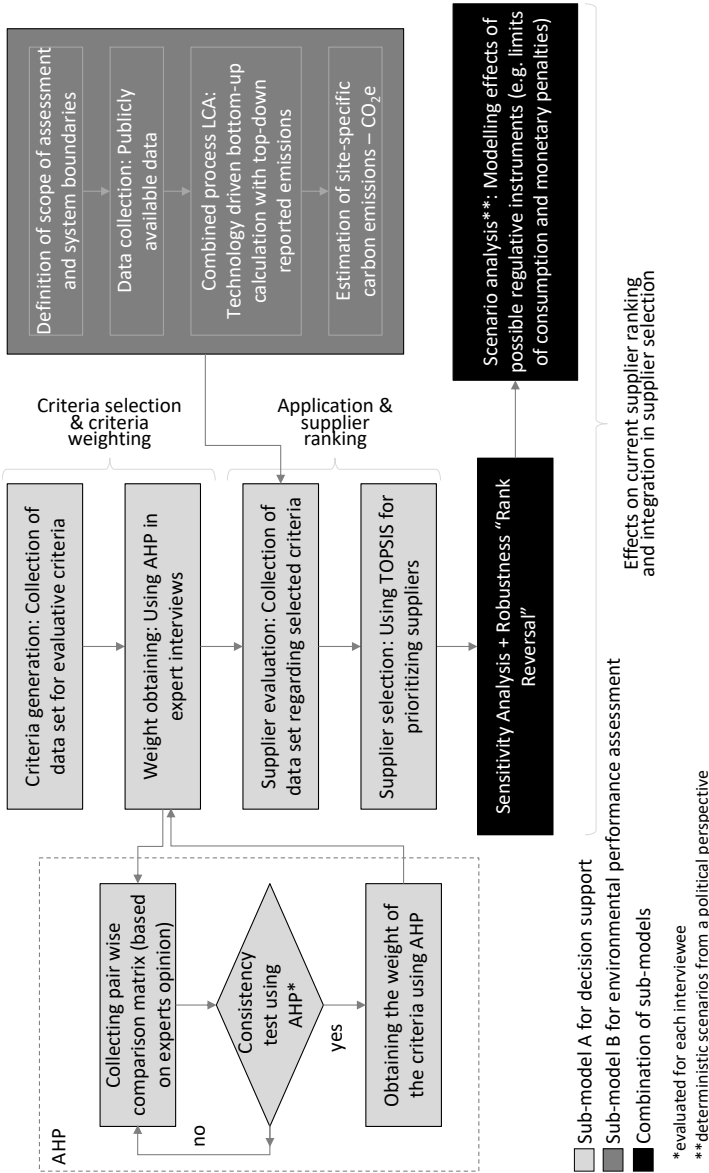 AHP
Collecting pair wise
comparison matrix (based
on experts opinion)
no
Consistency
test using
AHP*
yes
Obtaining the weight of
the criteria using AHP
Criteria generation: Collection of
data set for evaluative criteria
Weight obtaining: Using AHP in
expert interviews
Criteria selection
& criteria
weighting
Supplier evaluation: Collection of
data set regarding selected criteria
Supplier selection: Using TOPSIS for
prioritizing suppliers
Application &
supplier
ranking
Definition of scope of assessment
and system boundaries
Data collection: Publicly
available data
Combined process LCA:
Technology driven bottom-up
calculation with top-down
reported emissions
Estimation of site-specific
carbon emissions – CO₂e
Sensitivity Analysis + Robustness “Rank
Reversal”
Scenario analysis**: Modelling effects of
possible regulative instruments (e.g. limits
of consumption and monetary penalties)
Effects on current supplier ranking
and integration in supplier selection
Sub-model A for decision support
Sub-model B for environmental performance assessment
Combination of sub-models
*evaluated for each interviewee
**deterministic scenarios from a political perspective